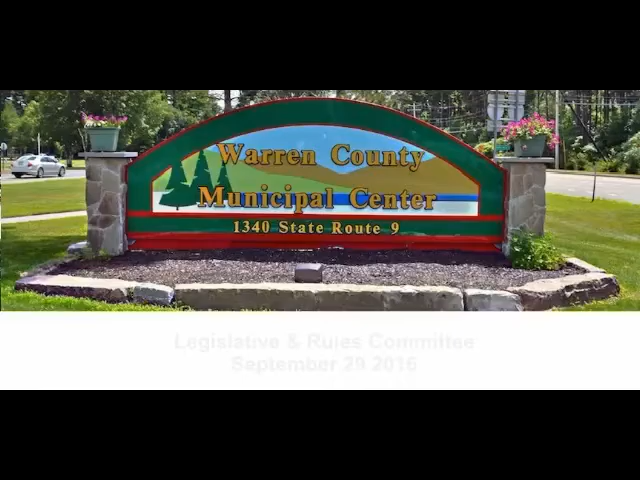 Warren County
Municipal Center
1340 State Route 9
Legislative & Rules Committee
September 29 2016